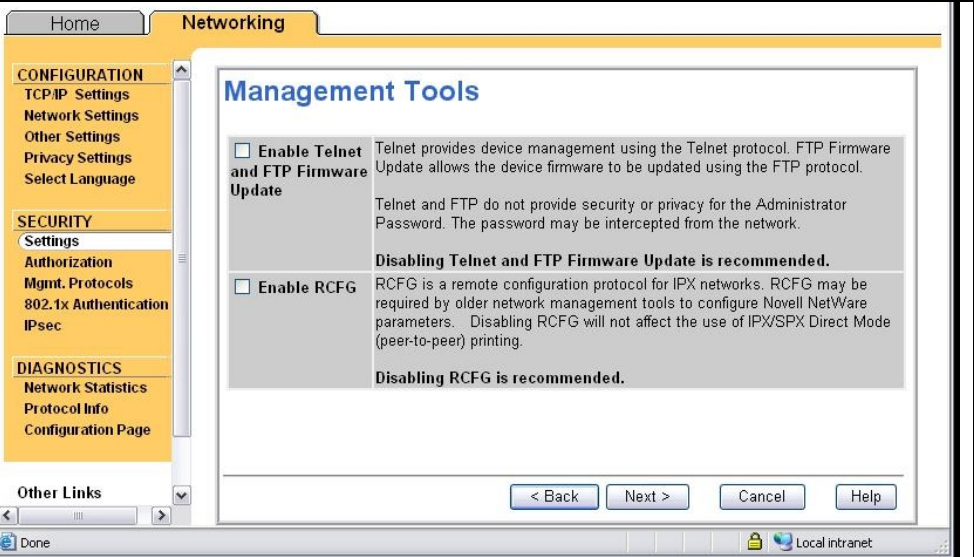 Home
Networking
CONFIGURATION
TCP/IP Settings
Network Settings
Other Settings
Privacy Settings
Select Language
SECURITY
Settings
Authorization
Mgmt. Protocols
802.1x Authentication
IPsec
DIAGNOSTICS
Network Statistics
Protocol Info
Configuration Page
Other Links
Management Tools
Enable Telnet
and FTP Firmware
Update
Telnet provides device management using the Telnet protocol. FTP Firmware
Update allows the device firmware to be updated using the FTP protocol.
Telnet and FTP do not provide security or privacy for the Administrator
Password. The password may be intercepted from the network.
Disabling Telnet and FTP Firmware Update is recommended.
Enable RCFG
RCFG is a remote configuration protocol for IPX networks. RCFG may be
required by older network management tools to configure Novell NetWare
parameters. Disabling RCFG will not affect the use of IPX/SPX Direct Mode
(peer-to-peer) printing.
Disabling RCFG is recommended.
< Back
Next >
Cancel
Help
Done
Local intranet